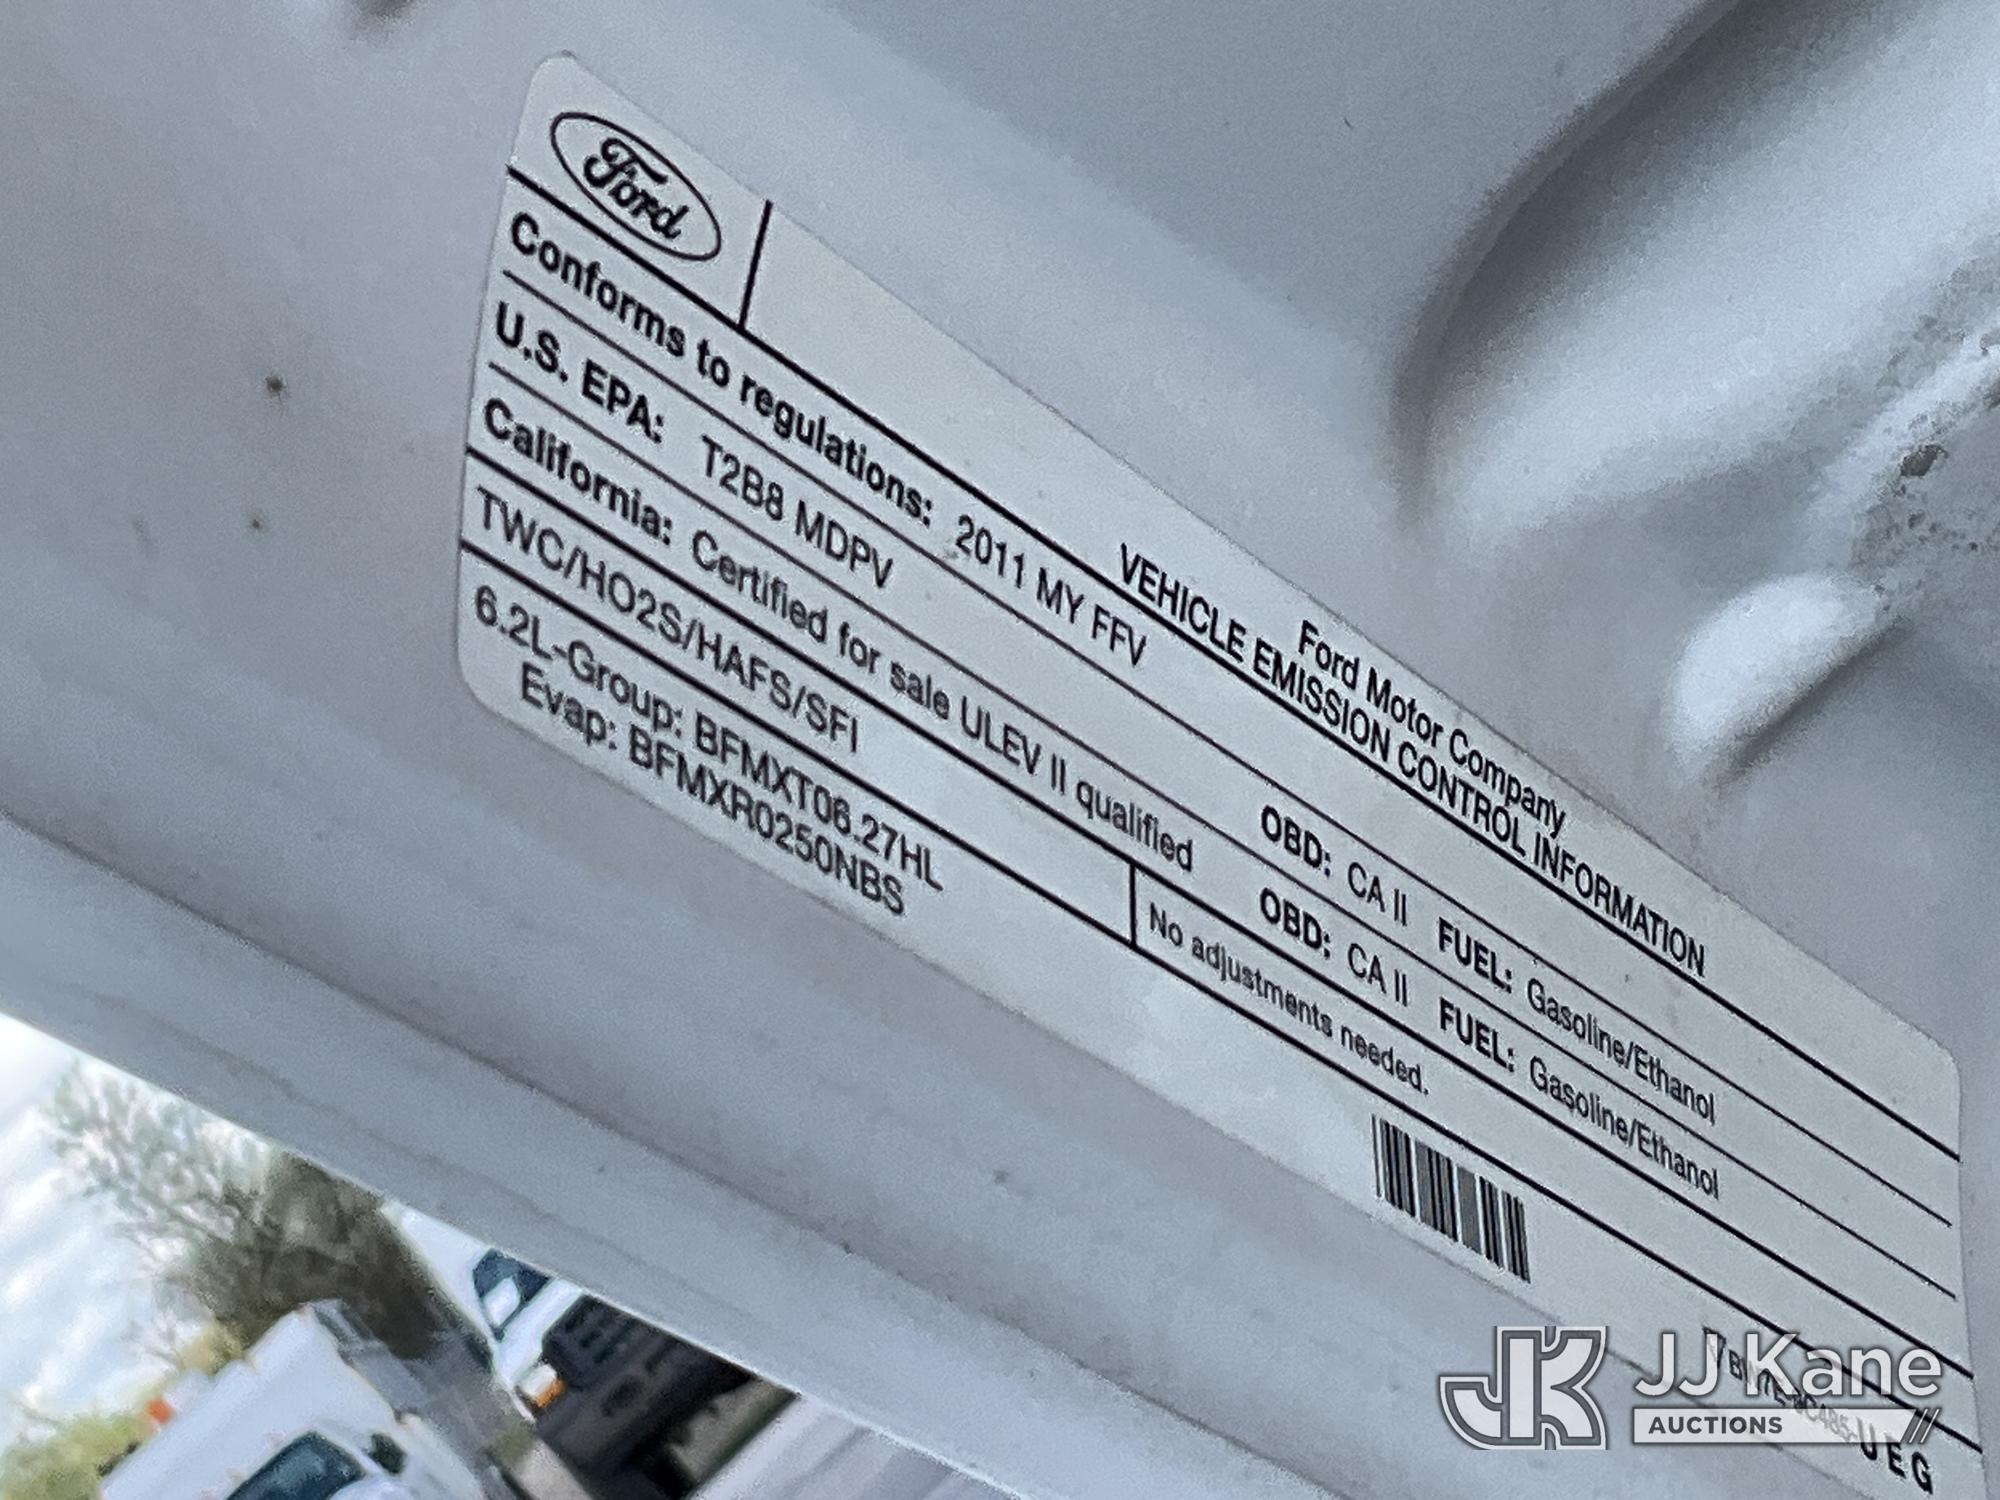 Ford
Ford Motor Company
VEHICLE EMISSION CONTROL INFORMATION
Conforms to regulations: 2011 MY FFV OBD: CA II FUEL: Gasoline/Ethanol
U.S. EPA: T2B8 MDPV OBD: CA II FUEL: Gasoline/Ethanol
California: Certified for sale ULEV II qualified
TWC/HO2S/HAFS/SFI No adjustments needed.
6.2L-Group: BFMXT06.27HL
Evap: BFMXR0250NBS
U E G
JK JJ Kane
AUCTIONS